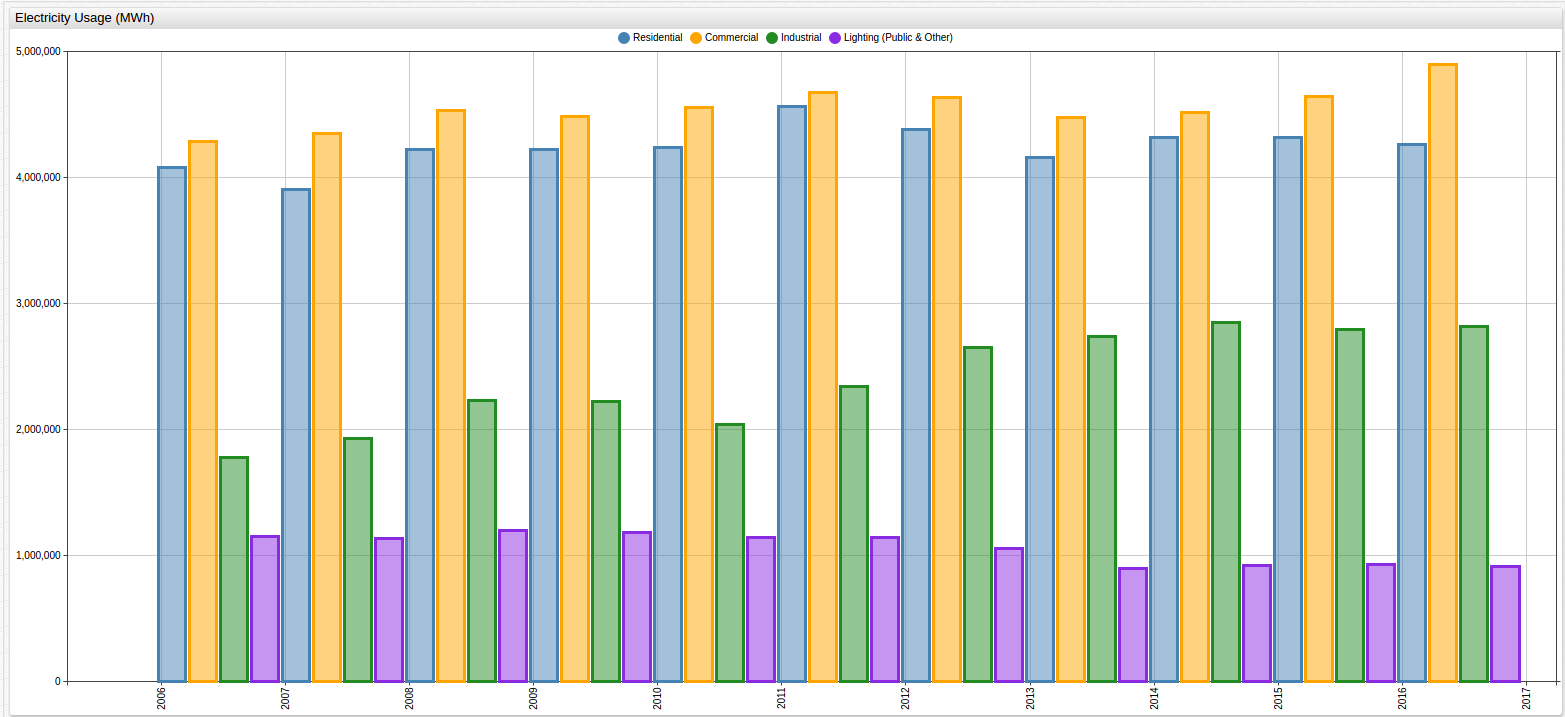 Electricity Usage (MWh)
Residential Commercial Industrial Lighting (Public & Other)
5,000,000
4,000,000
3,000,000
2,000,000
1,000,000
0
2006 2007 2008 2009 2010 2011 2012 2013 2014 2015 2016 2017